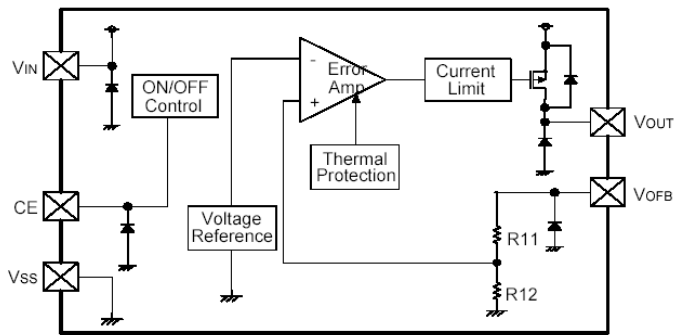 VIN
ON/OFF
Control
-
+
Error
Amp
Current
Limit
VOUT
Thermal
Protection
CE
Voltage
Reference
VOFB
R11
VSS
R12